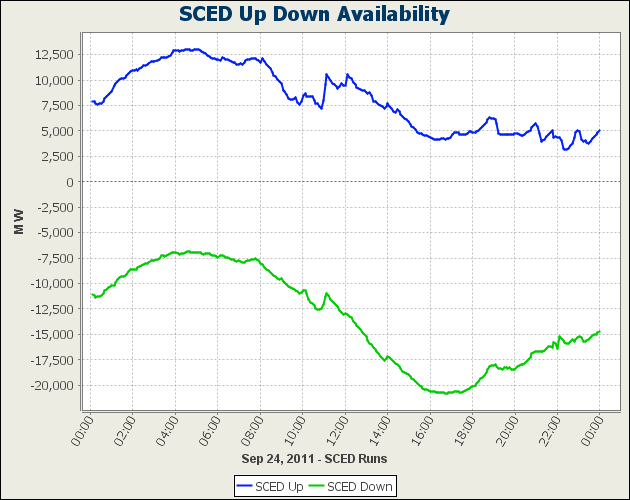 SCED Up Down Availability
12,500
10,000
7,500
5,000
2,500
0
-2,500
-5,000
-7,500
-10,000
-12,500
-15,000
-17,500
-20,000
MW
00:00 02:00 04:00 06:00 08:00 10:00 12:00 14:00 16:00 18:00 20:00 22:00 00:00
Sep 24, 2011 - SCED Runs
SCED Up SCED Down